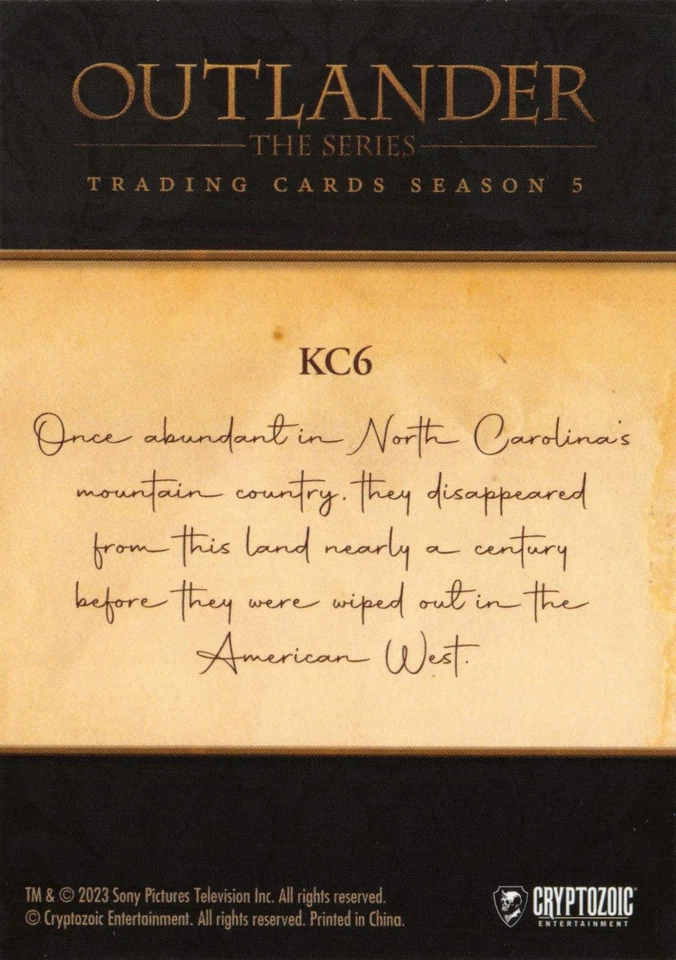 OUTLANDER
THE SERIES
TRADING CARDS SEASON 5
KC6
Once abundant in North Carolina's
mountain country, they disappeared
from this land nearly a century
before they were wiped out in the
American West.
TM & © 2023 Sony Pictures Television Inc. All rights reserved.
© Cryptozoic Entertainment. All rights reserved. Printed in China.
CRYPTOZOIC
ENTERTAINMENT